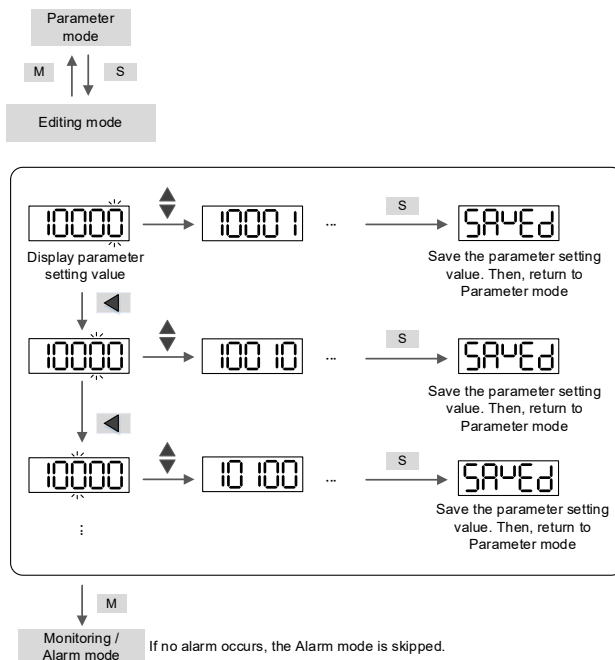 Parameter
mode
M
S
Editing mode
10000
10001
...
S
SAvEd
Display parameter
setting value
Save the parameter setting
value. Then, return to
Parameter mode
10000
10010
...
S
SAvEd
Save the parameter setting
value. Then, return to
Parameter mode
10000
10100
...
S
SAvEd
Save the parameter setting
value. Then, return to
Parameter mode
...
M
Monitoring /
Alarm mode
If no alarm occurs, the Alarm mode is skipped.